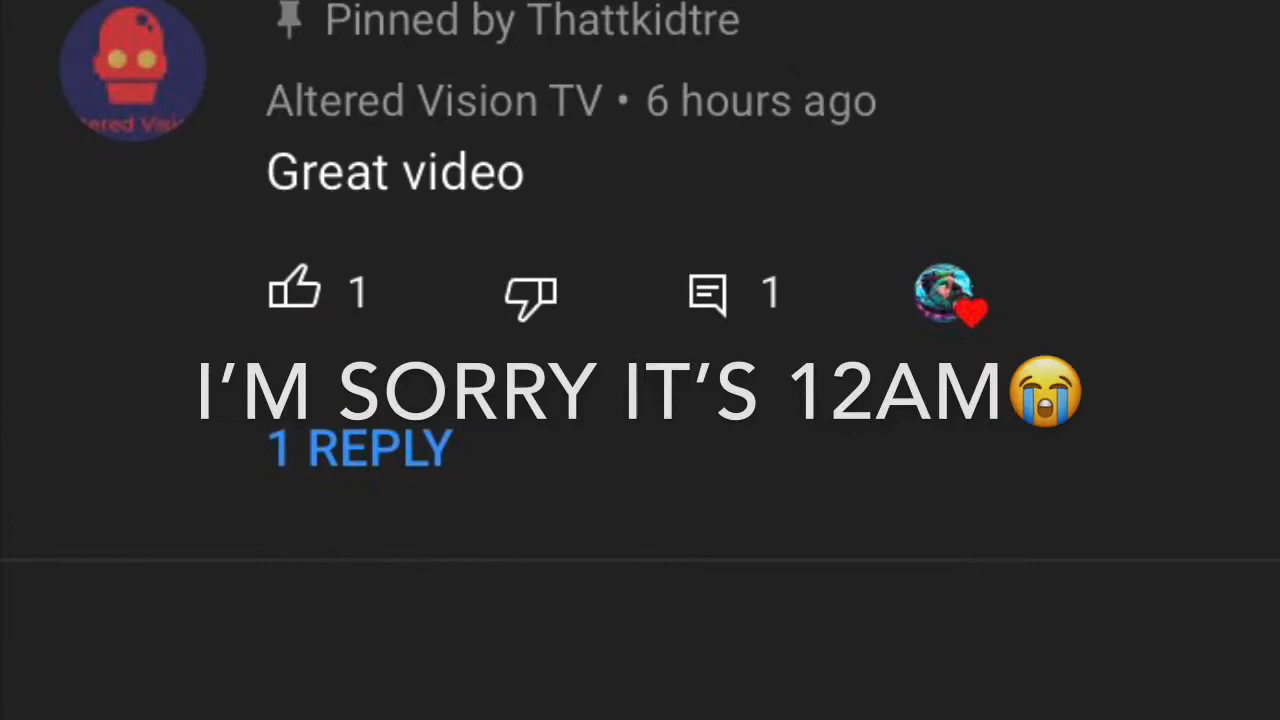 Pinned by Thattkidtre
Altered Vision TV • 6 hours ago
Great video
1 1
I'M SORRY IT'S 12AM😭
1 REPLY